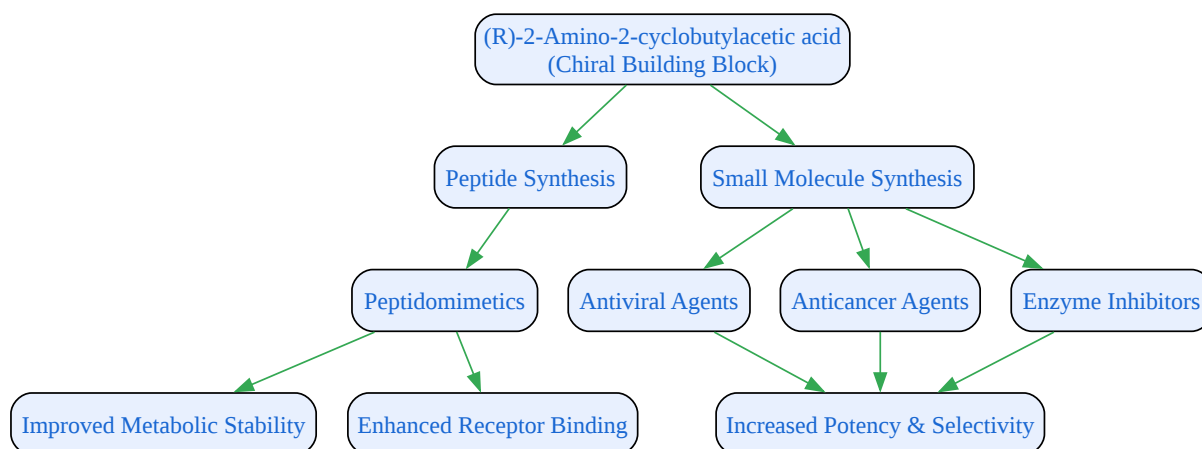 (R)-2-Amino-2-cyclobutylacetic acid
(Chiral Building Block)
Peptide Synthesis
Small Molecule Synthesis
Peptidomimetics
Antiviral Agents
Anticancer Agents
Enzyme Inhibitors
Improved Metabolic Stability
Enhanced Receptor Binding
Increased Potency & Selectivity